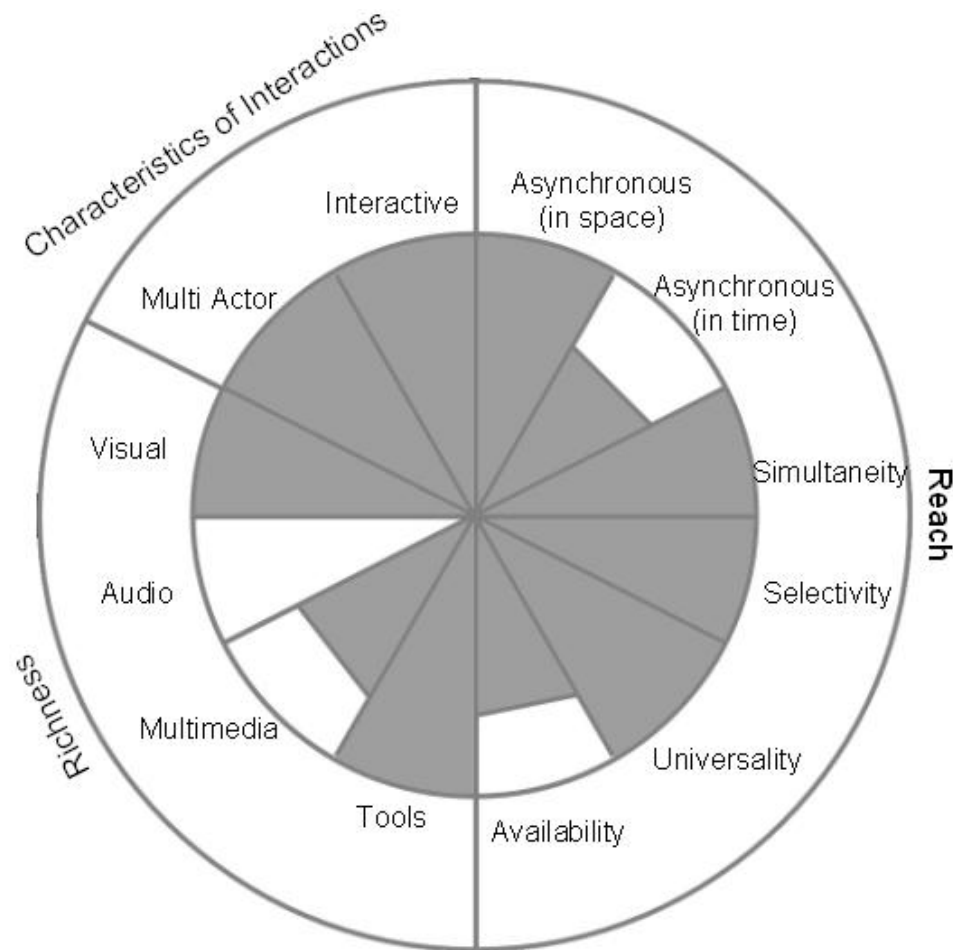 Characteristics of Interactions
Interactive
Asynchronous
(in space)
Multi Actor
Asynchronous
(in time)
Visual
Simultaneity
Reach
Audio
Selectivity
Richness
Multimedia
Universality
Tools
Availability